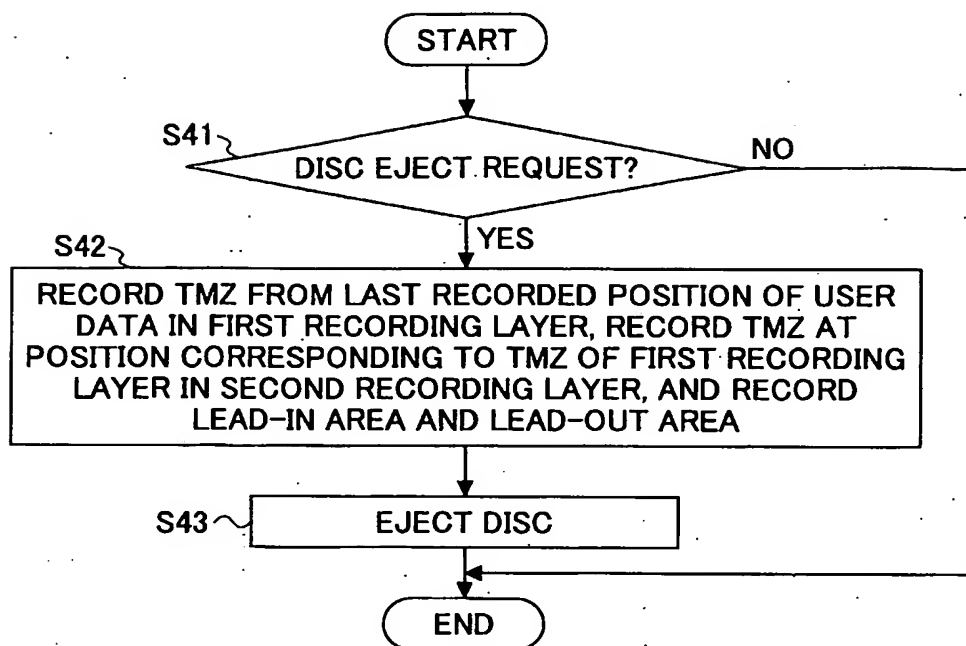 START
S41
DISC EJECT REQUEST?
NO
YES
S42
RECORD TMZ FROM LAST RECORDED POSITION OF USER
DATA IN FIRST RECORDING LAYER, RECORD TMZ AT
POSITION CORRESPONDING TO TMZ OF FIRST RECORDING
LAYER IN SECOND RECORDING LAYER, AND RECORD
LEAD-IN AREA AND LEAD-OUT AREA
S43
EJECT DISC
END